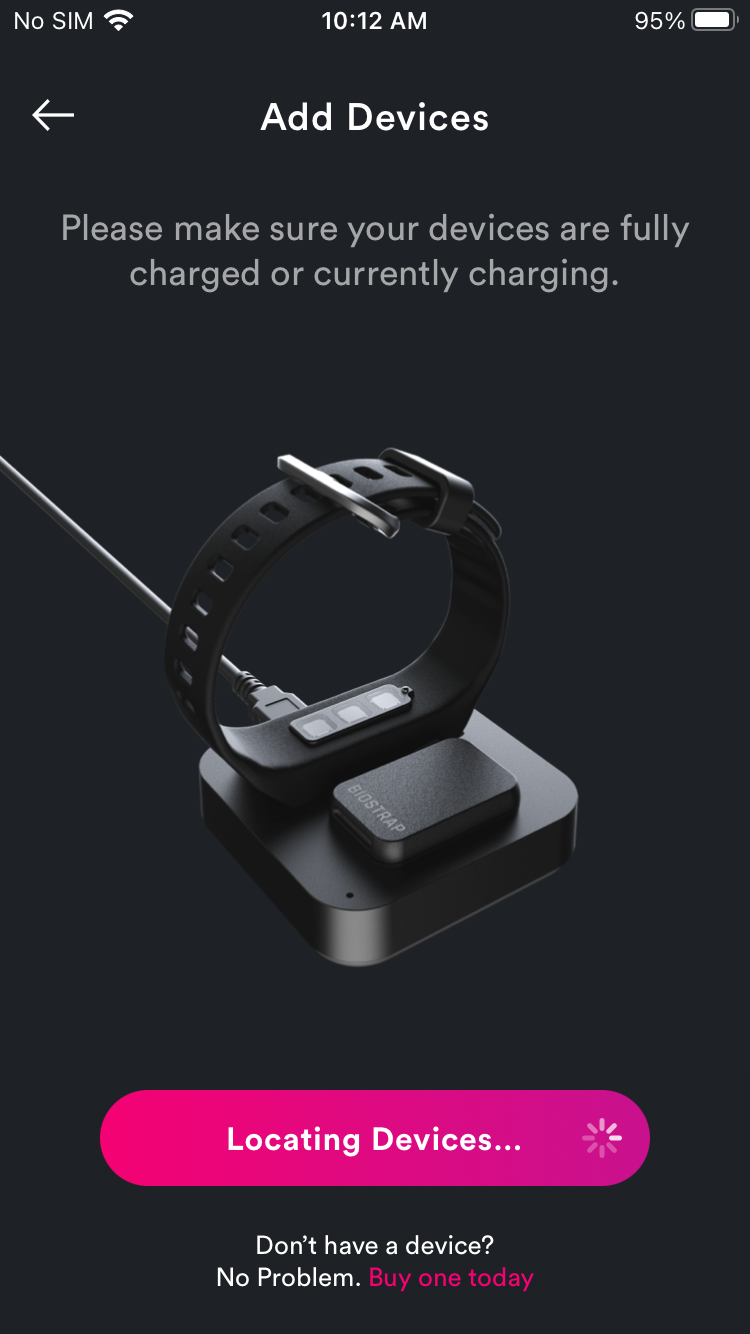 No SIM 10:12 AM 95%
Add Devices
Please make sure your devices are fully
charged or currently charging.
BIOSTRAP
Locating Devices...
Don’t have a device?
No Problem. Buy one today